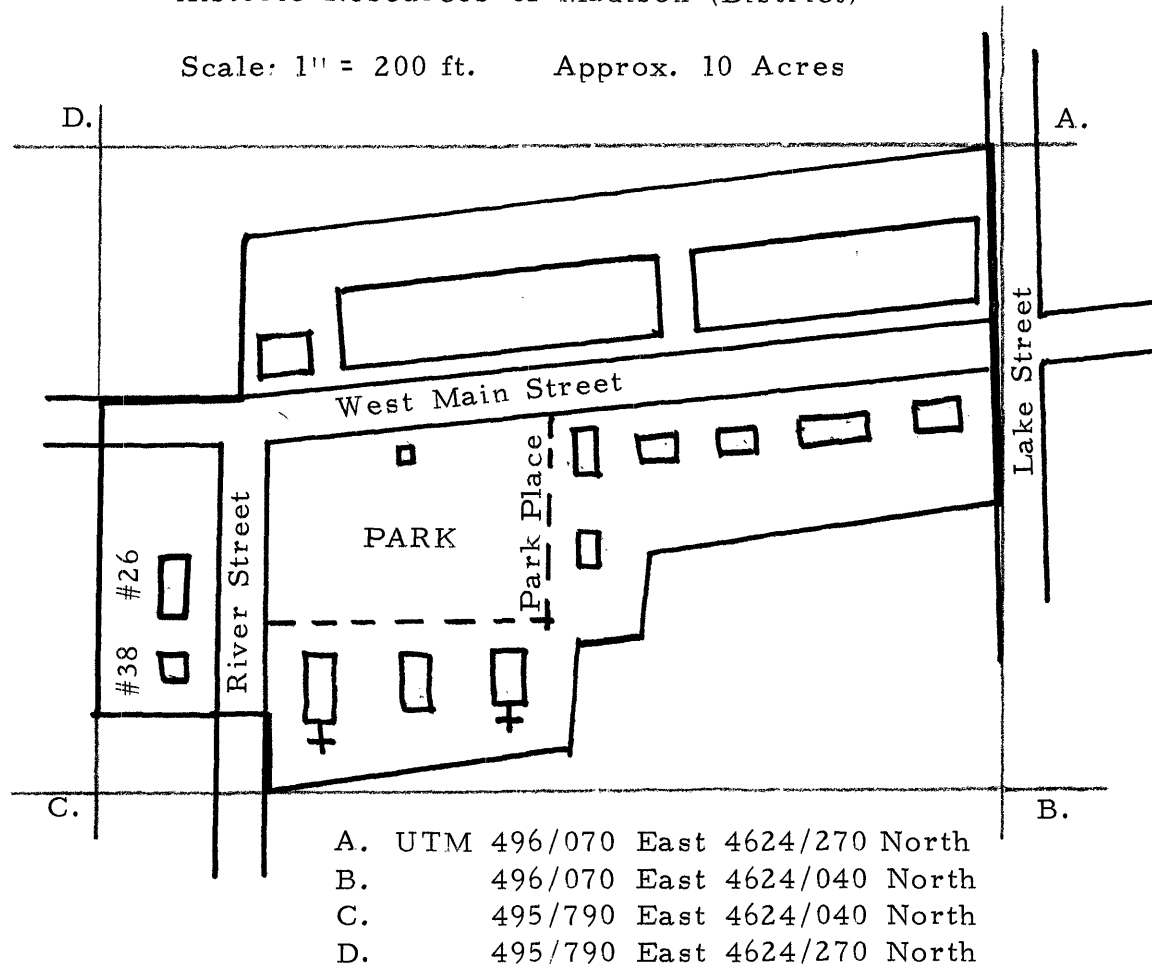 Scale: 1" = 200 ft. Approx. 10 Acres
D.
A.
West Main Street
Lake Street
Park Place
PARK
#26
River Street
#38
C.
B.
A. UTM 496/070 East 4624/270 North
B. 496/070 East 4624/040 North
C. 495/790 East 4624/040 North
D. 495/790 East 4624/270 North